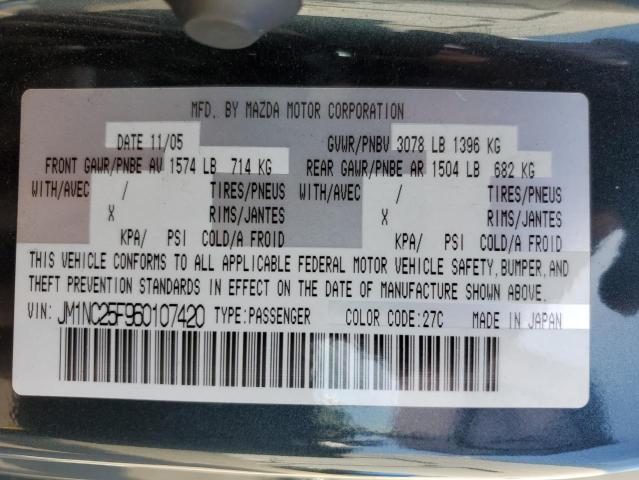 MFD. BY MAZDA MOTOR CORPORATION
DATE 11/05 GVWR/PNBV 3078 LB 1396 KG
FRONT GAWR/PNBE AV 1574 LB 714 KG REAR GAWR/PNBE AR 1504 LB 682 KG
WITH/AVEC / TIRES/PNEUS WITH/AVEC / TIRES/PNEUS
X RIMS/JANTES X RIMS/JANTES
KPA/ PSI COLD/A FROID KPA/ PSI COLD/A FROID
THIS VEHICLE CONFORMS TO ALL APPLICABLE FEDERAL MOTOR VEHICLE SAFETY, BUMPER, AND
THEFT PREVENTION STANDARDS IN EFFECT ON THE DATE OF MANUFACTURE SHOWN ABOVE.
VIN: JM1NC25F960107420 TYPE:PASSENGER COLOR CODE:27C MADE IN JAPAN